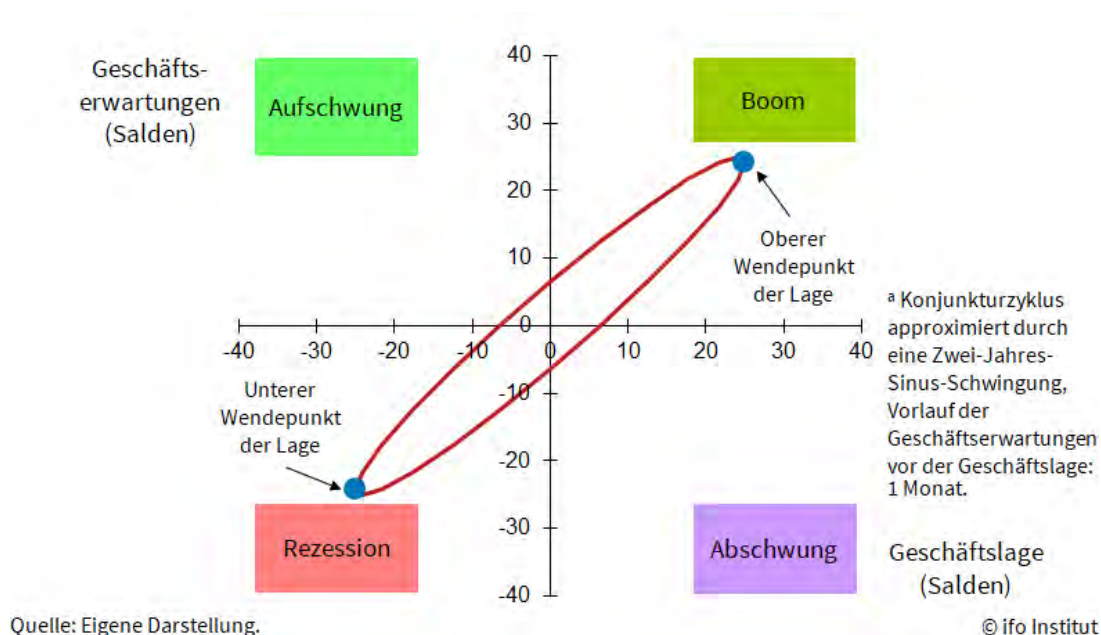 Geschäfts-
erwartungen
(Salden)
Aufschwung
Boom
40
30
20
10
0
-10
-20
-30
-40
-40 -30 -20 -10 0 10 20 30 40
Oberer
Wendepunkt
der Lage
Unterer
Wendepunkt
der Lage
ª Konjunkturzyklus
approximiert durch
eine Zwei-Jahres-
Sinus-Schwingung,
Vorlauf der
Geschäftserwartungen
vor der Geschäftslage:
1 Monat.
Rezession
Abschwung
Geschäftslage
(Salden)
Quelle: Eigene Darstellung.
© ifo Institut